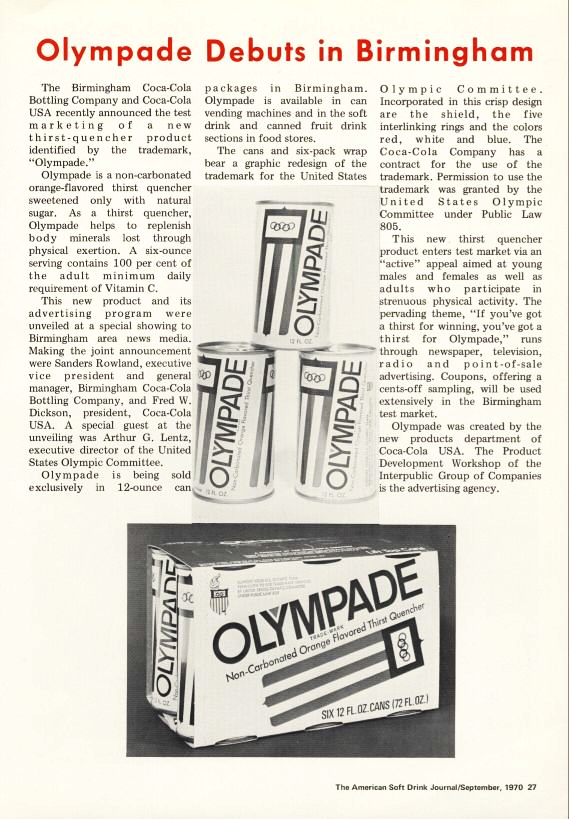 Olympade Debuts in Birmingham
The Birmingham Coca-Cola
Bottling Company and Coca-Cola
USA recently announced the test
marketing of a new
thirst-quencher product
identified by the trademark,
“Olympade.”
Olympade is a non-carbonated
orange-flavored thirst quencher
sweetened only with natural
sugar. As a thirst quencher,
Olympade helps to replenish
body minerals lost through
physical exertion. A six-ounce
serving contains 100 per cent of
the adult minimum daily
requirement of Vitamin C.
This new product and its
advertising program were
unveiled at a special showing to
Birmingham area news media.
Making the joint announcement
were Sanders Rowland, executive
vice president and general
manager, Birmingham Coca-Cola
Bottling Company, and Fred W.
Dickson, president, Coca-Cola
USA. A special guest at the
unveiling was Arthur G. Lentz,
executive director of the United
States Olympic Committee.
Olympade is being sold
exclusively in 12-ounce can
packages in Birmingham.
Olympade is available in can
vending machines and in the soft
drink and canned fruit drink
sections in food stores.
The cans and six-pack wrap
bear a graphic redesign of the
trademark for the United States
Olympic Committee.
Incorporated in this crisp design
are the shield, the five
interlinking rings and the colors
red, white and blue. The
Coca-Cola Company has a
contract for the use of the
trademark. Permission to use the
trademark was granted by the
United States Olympic
Committee under Public Law
805.
This new thirst quencher
product enters test market via an
“active” appeal aimed at young
males and females as well as
adults who participate in
strenuous physical activity. The
pervading theme, “If you’ve got
a thirst for winning, you’ve got a
thirst for Olympade,” runs
through newspaper, television,
radio and point-of-sale
advertising. Coupons, offering a
cents-off sampling, will be used
extensively in the Birmingham
test market.
Olympade was created by the
new products department of
Coca-Cola USA. The Product
Development Workshop of the
Interpublic Group of Companies
is the advertising agency.
OLYMPADE
12 FL. OZ.
OLYMPADE
Non-Carbonated Orange Flavored Thirst Quencher
12 FL. OZ.
OLYMPADE
Non-Carbonated Orange Flavored Thirst Quencher
12 FL. OZ.
OLYMPADE
OLYMPADE
TRADE-MARK
Non-Carbonated Orange Flavored Thirst Quencher
SIX 12 FL. OZ. CANS (72 FL. OZ.)
The American Soft Drink Journal/September, 1970 27